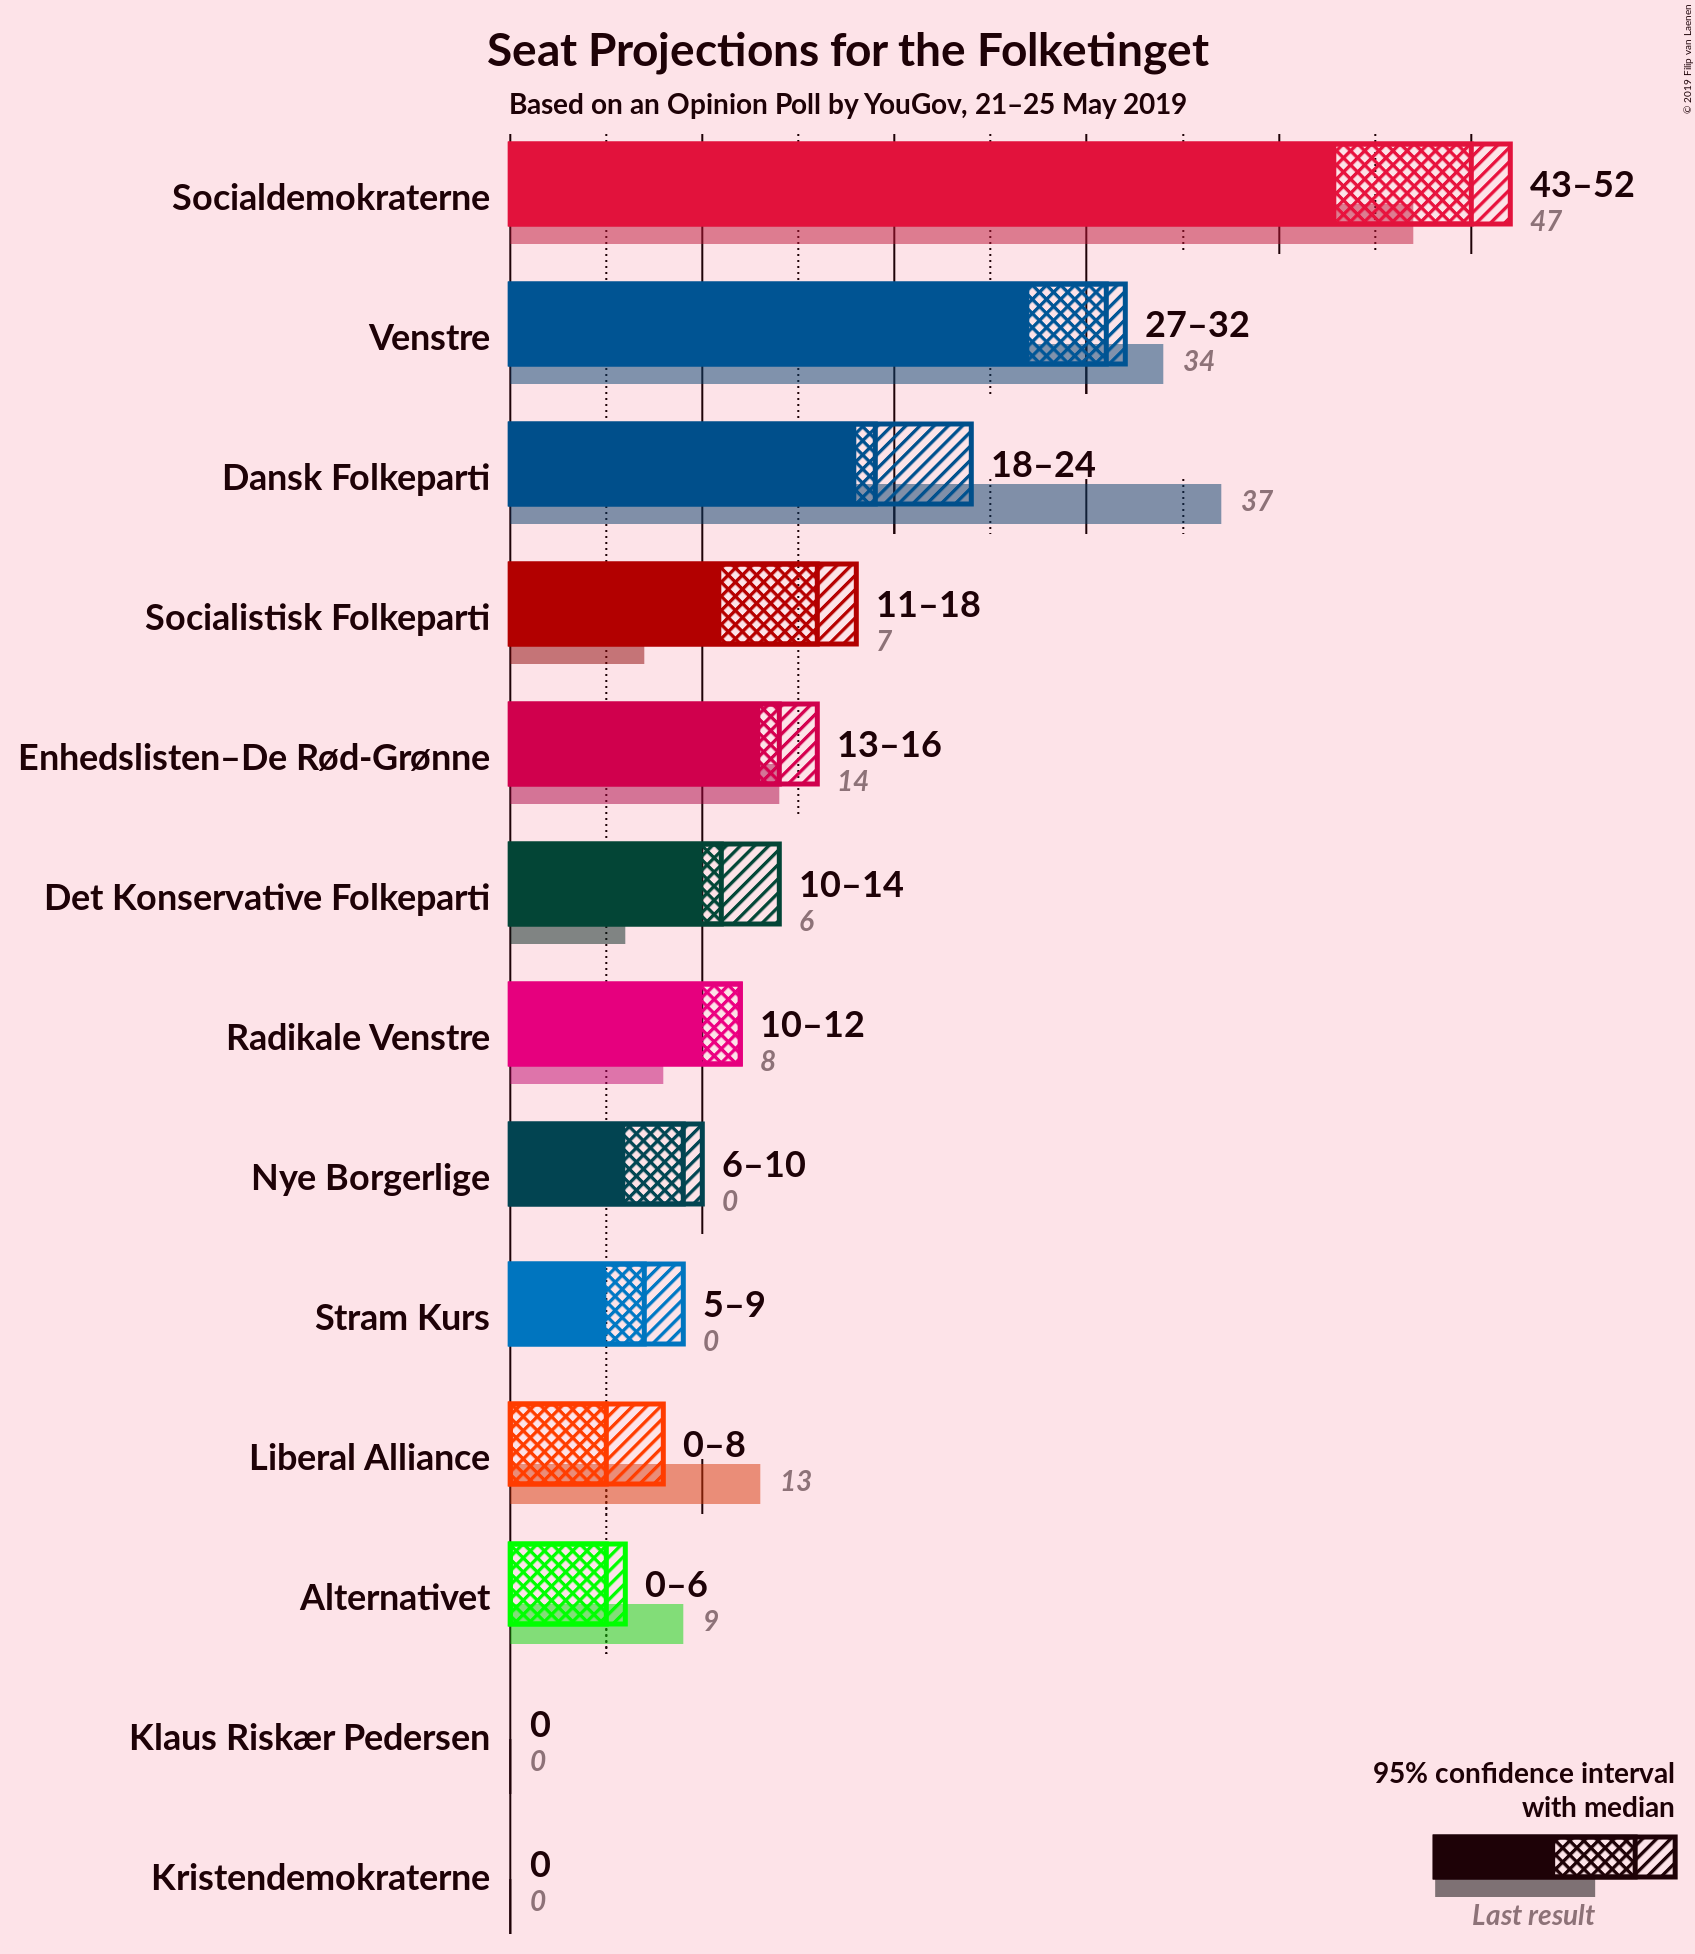 Seat Projections for the Folketinget
Based on an Opinion Poll by YouGov, 21–25 May 2019
© 2019 Filip van Laenen
Socialdemokraterne
43–52
47
Venstre
27–32
34
Dansk Folkeparti
18–24
37
Socialistisk Folkeparti
11–18
7
Enhedslisten–De Rød-Grønne
13–16
14
Det Konservative Folkeparti
10–14
6
Radikale Venstre
10–12
8
Nye Borgerlige
6–10
0
Stram Kurs
5–9
0
Liberal Alliance
0–8
13
Alternativet
0–6
9
Klaus Riskær Pedersen
0
0
Kristendemokraterne
0
0
95% confidence interval
with median
Last result